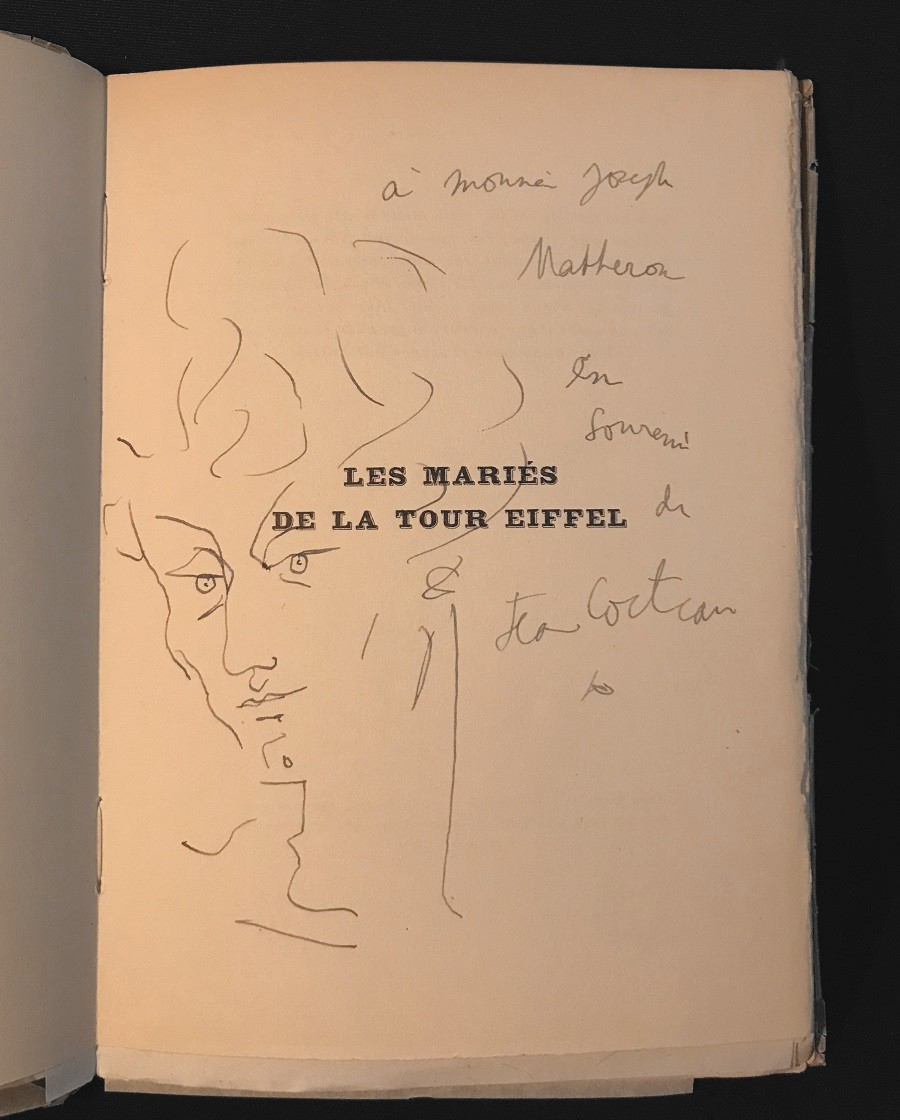 à monsieur Joseph
Matheron
En
souvenir
de
Jean Cocteau
LES MARIÉS
DE LA TOUR EIFFEL